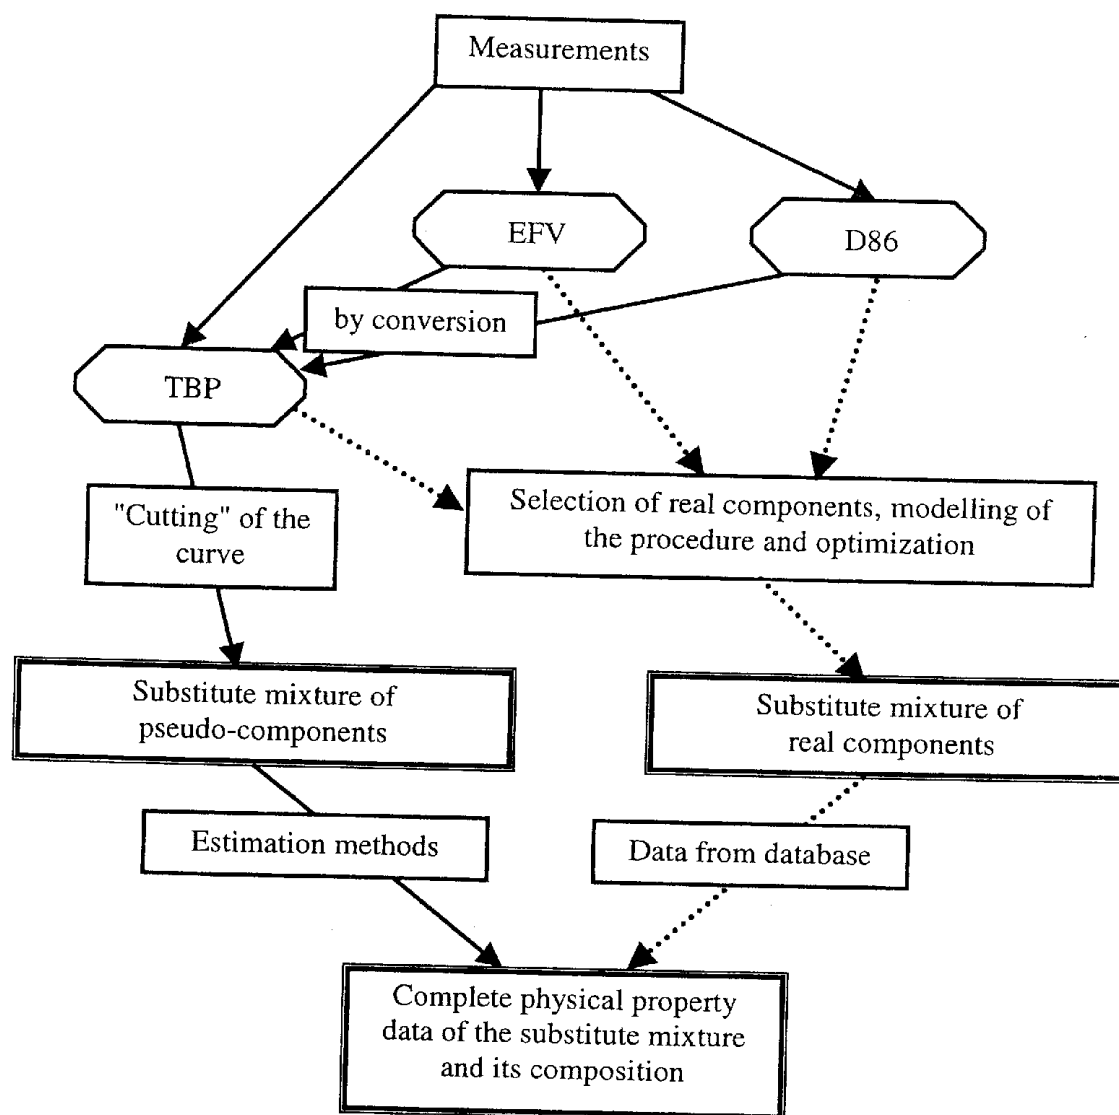 Measurements
EFV
D86
by conversion
TBP
"Cutting" of the
curve
Selection of real components, modelling of
the procedure and optimization
Substitute mixture of
pseudo-components
Substitute mixture of
real components
Estimation methods
Data from database
Complete physical property
data of the substitute mixture
and its composition